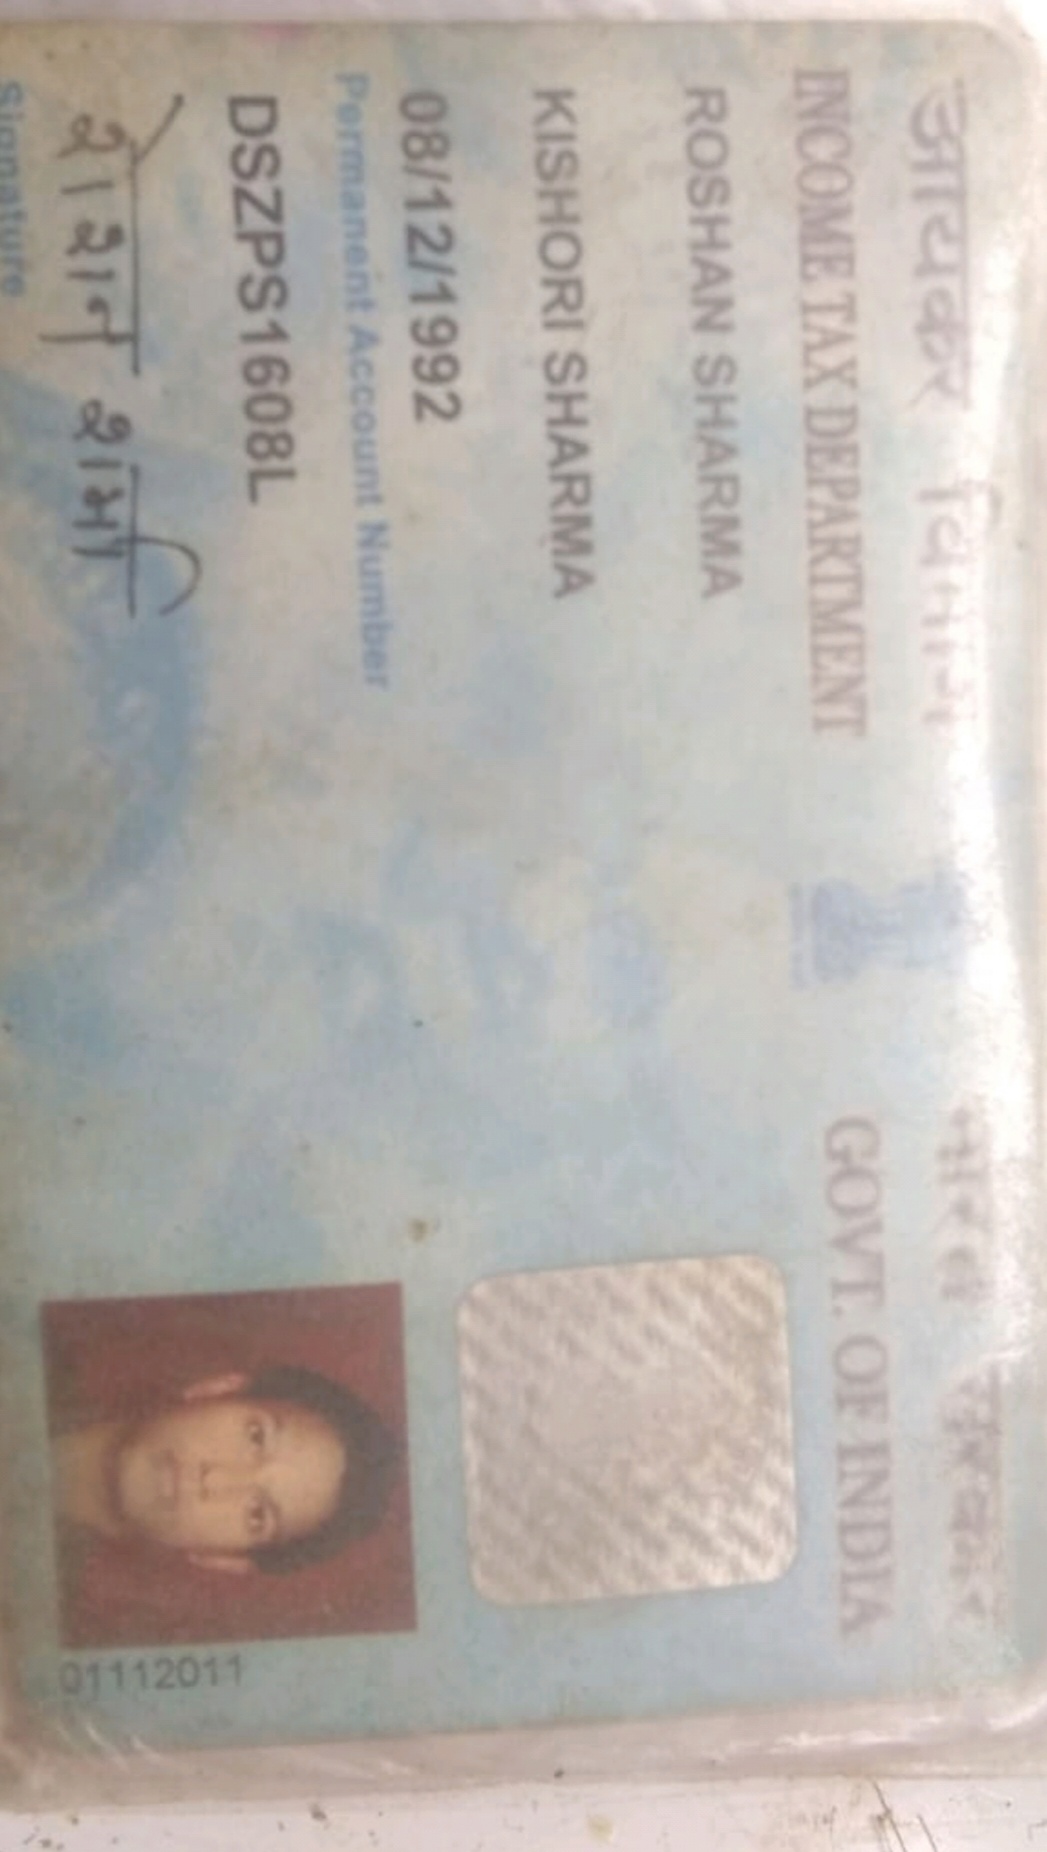 आयकर विभाग भारत सरकार
INCOME TAX DEPARTMENT GOVT. OF INDIA
ROSHAN SHARMA
KISHORI SHARMA
08/12/1992
Permanent Account Number
DSZPS1608L
रोशन शर्मा
Signature
01112011